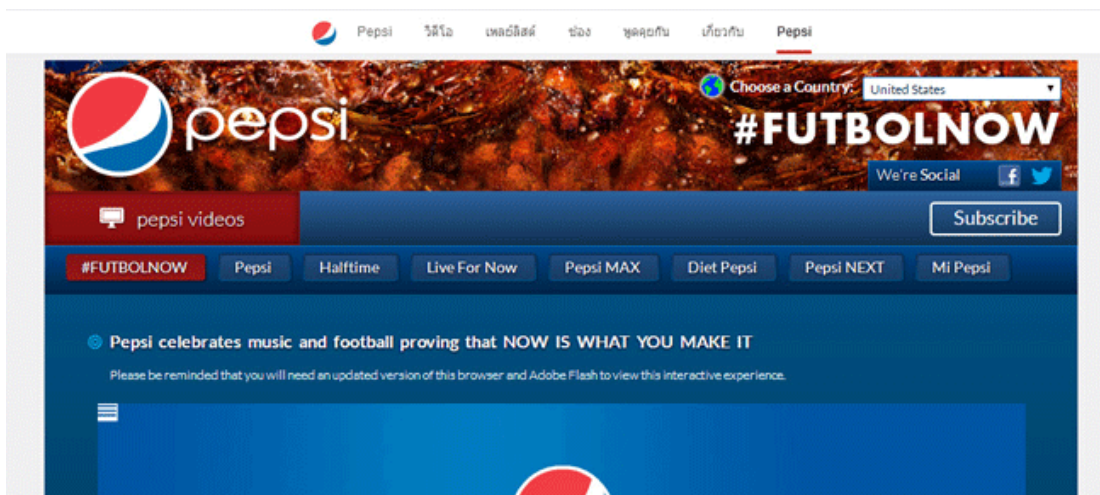 Pepsi วิดีโอ เพลย์ลิสต์ ช่อง พูดคุยกัน เกี่ยวกับ Pepsi
pepsi
Choose a Country: United States
#FUTBOLNOW
We're Social
pepsi videos
Subscribe
#FUTBOLNOW Pepsi Halftime Live For Now Pepsi MAX Diet Pepsi Pepsi NEXT Mi Pepsi
Pepsi celebrates music and football proving that NOW IS WHAT YOU MAKE IT
Please be reminded that you will need an updated version of this browser and Adobe Flash to view this interactive experience.